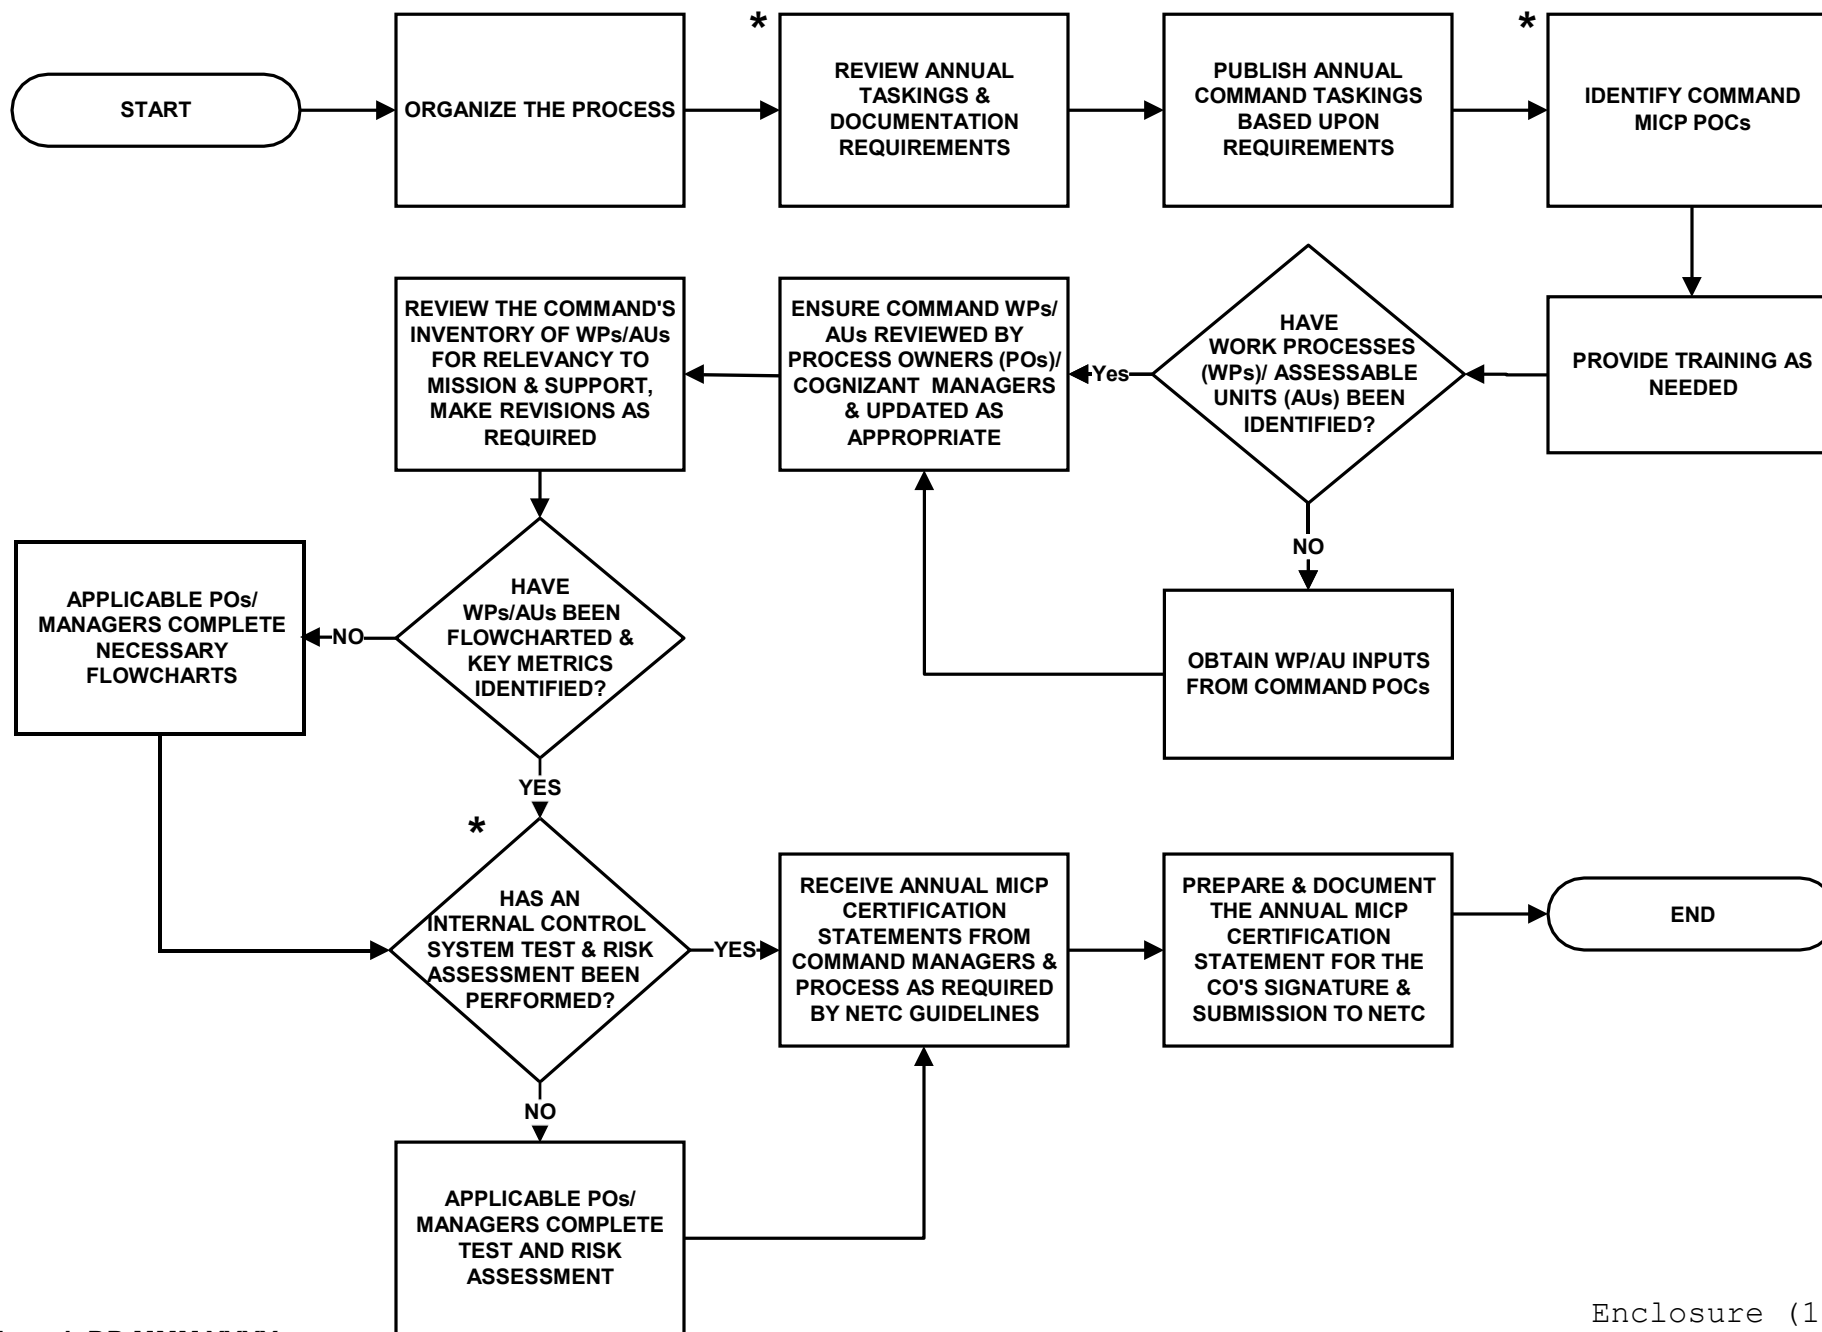 START
ORGANIZE THE PROCESS
*
REVIEW ANNUAL
TASKINGS &
DOCUMENTATION
REQUIREMENTS
PUBLISH ANNUAL
COMMAND TASKINGS
BASED UPON
REQUIREMENTS
*
IDENTIFY COMMAND
MICP POCs
PROVIDE TRAINING AS
NEEDED
HAVE
WORK PROCESSES
(WPs)/ ASSESSABLE
UNITS (AUs) BEEN
IDENTIFIED?
Yes
NO
OBTAIN WP/AU INPUTS
FROM COMMAND POCs
ENSURE COMMAND WPs/
AUs REVIEWED BY
PROCESS OWNERS (POs)/
COGNIZANT MANAGERS
& UPDATED AS
APPROPRIATE
REVIEW THE COMMAND'S
INVENTORY OF WPs/AUs
FOR RELEVANCY TO
MISSION & SUPPORT,
MAKE REVISIONS AS
REQUIRED
HAVE
WPs/AUs BEEN
FLOWCHARTED &
KEY METRICS
IDENTIFIED?
NO
APPLICABLE POs/
MANAGERS COMPLETE
NECESSARY
FLOWCHARTS
YES
*
HAS AN
INTERNAL CONTROL
SYSTEM TEST & RISK
ASSESSMENT BEEN
PERFORMED?
YES
NO
APPLICABLE POs/
MANAGERS COMPLETE
TEST AND RISK
ASSESSMENT
RECEIVE ANNUAL MICP
CERTIFICATION
STATEMENTS FROM
COMMAND MANAGERS &
PROCESS AS REQUIRED
BY NETC GUIDELINES
PREPARE & DOCUMENT
THE ANNUAL MICP
CERTIFICATION
STATEMENT FOR THE
CO'S SIGNATURE &
SUBMISSION TO NETC
END
Enclosure (1